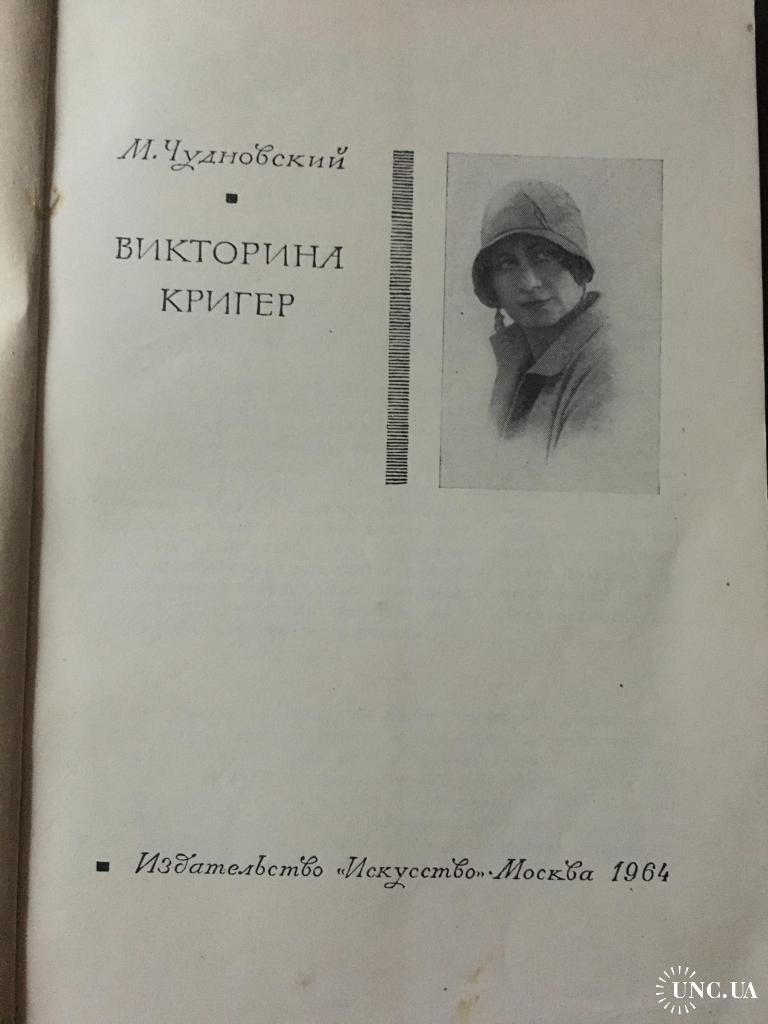 М. Чудновский
ВИКТОРИНА
КРИГЕР
Издательство «Искусство»·Москва 1964
UNC.UA